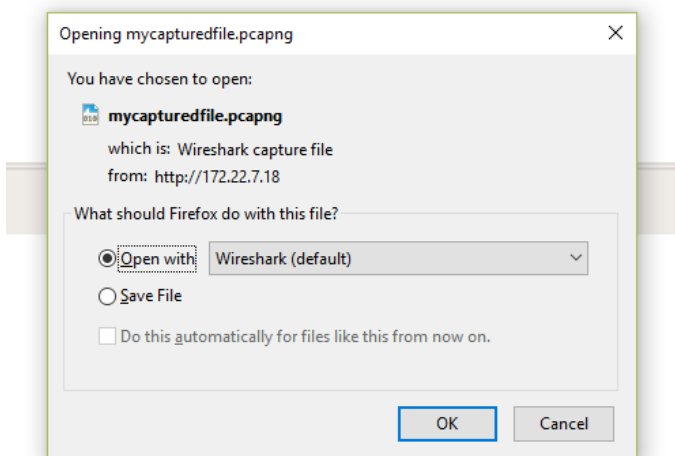 Opening mycapturedfile.pcapng
You have chosen to open:
mycapturedfile.pcapng
which is: Wireshark capture file
from: http://172.22.7.18
What should Firefox do with this file?
Open with Wireshark (default)
Save File
Do this automatically for files like this from now on.
OK Cancel